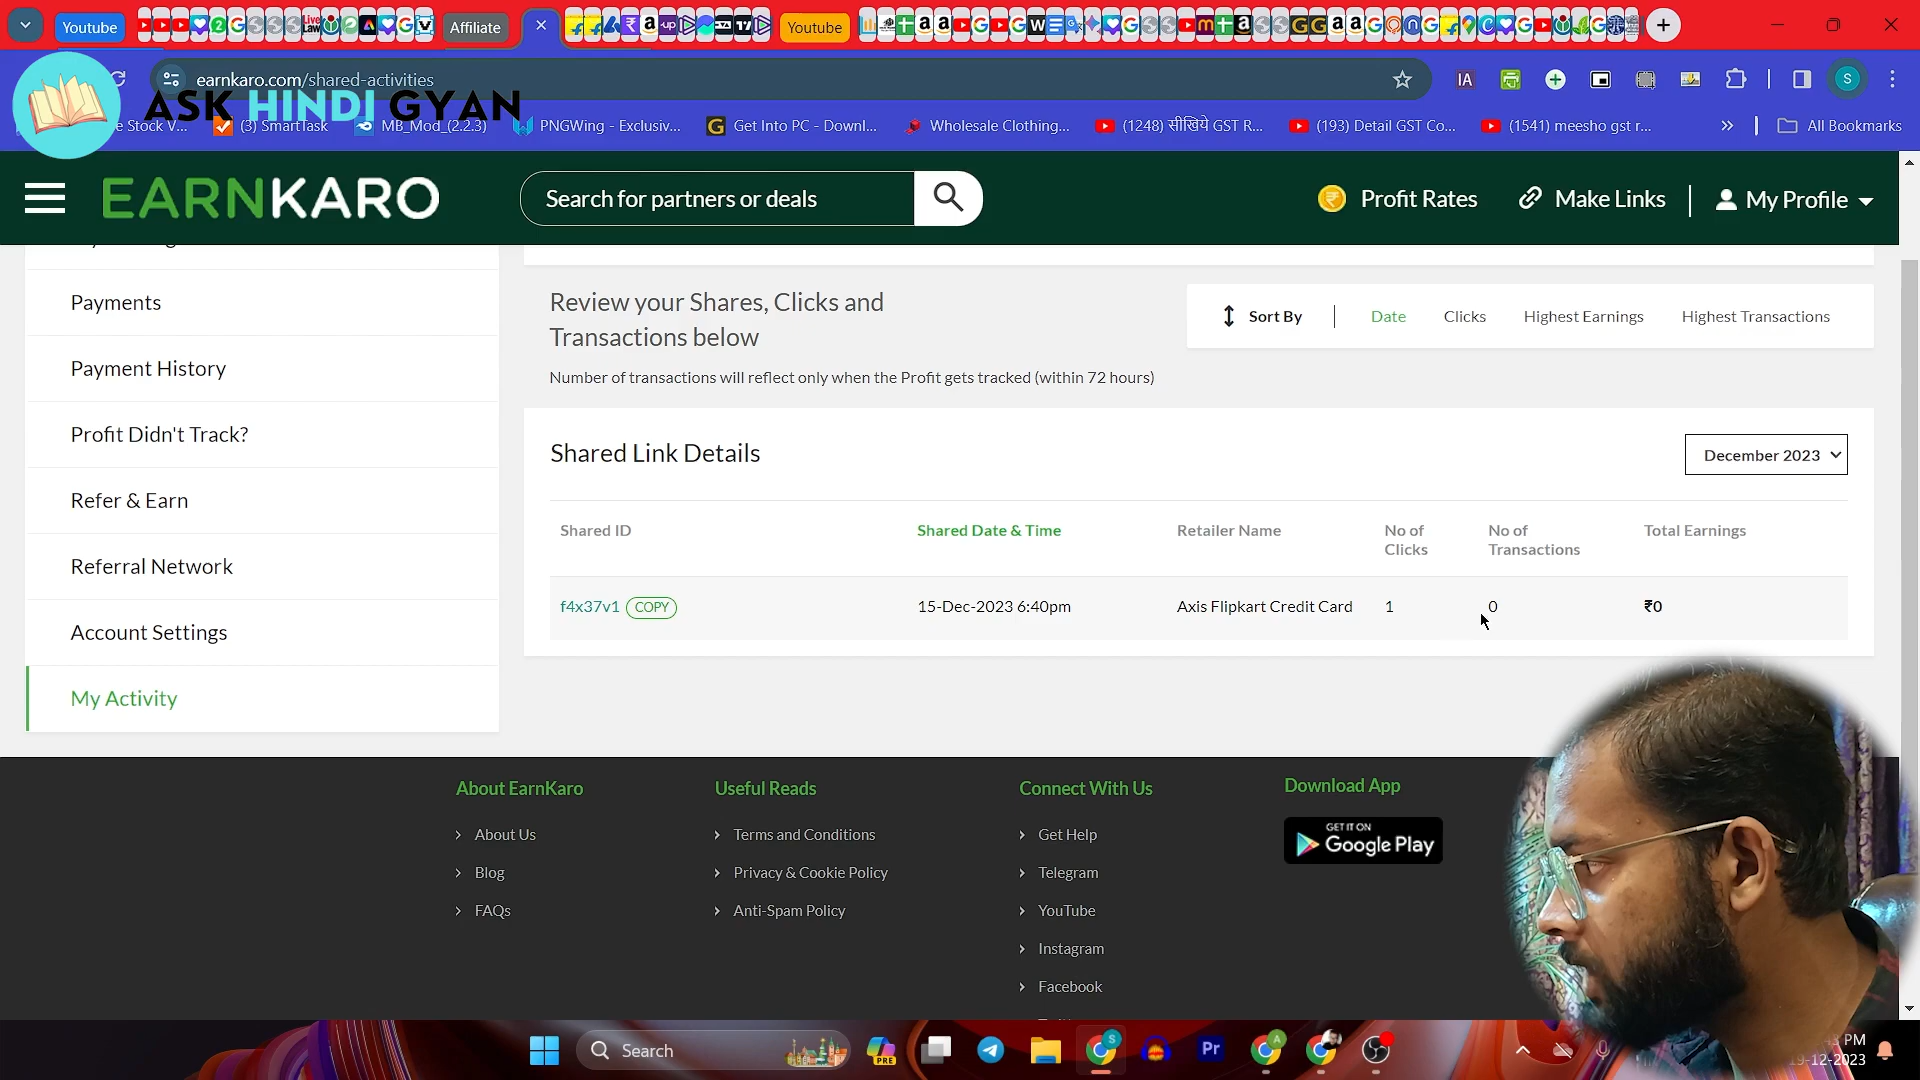 Youtube
Affiliate
Youtube
earnkaro.com/shared-activities
ASK HINDI GYAN
e Stock V...
(3) SmartTask
MB_Mod_(2.2.3)
PNGWing - Exclusiv...
Get Into PC - Downl...
Wholesale Clothing...
(1248) सीखिये GST R...
(193) Detail GST Co...
(1541) meesho gst r...
All Bookmarks
EARNKARO
Search for partners or deals
Profit Rates
Make Links
My Profile
Payments
Payment History
Profit Didn't Track?
Refer & Earn
Referral Network
Account Settings
My Activity
Review your Shares, Clicks and
Transactions below
Number of transactions will reflect only when the Profit gets tracked (within 72 hours)
Sort By
Date
Clicks
Highest Earnings
Highest Transactions
Shared Link Details
December 2023
Shared ID
Shared Date & Time
Retailer Name
No of
Clicks
No of
Transactions
Total Earnings
f4x37v1
COPY
15-Dec-2023 6:40pm
Axis Flipkart Credit Card
1
0
₹0
About EarnKaro
About Us
Blog
FAQs
Useful Reads
Terms and Conditions
Privacy & Cookie Policy
Anti-Spam Policy
Connect With Us
Get Help
Telegram
YouTube
Instagram
Facebook
Download App
GET IT ON
Google Play
Search
PRE
Pr
PM
19-12-2023